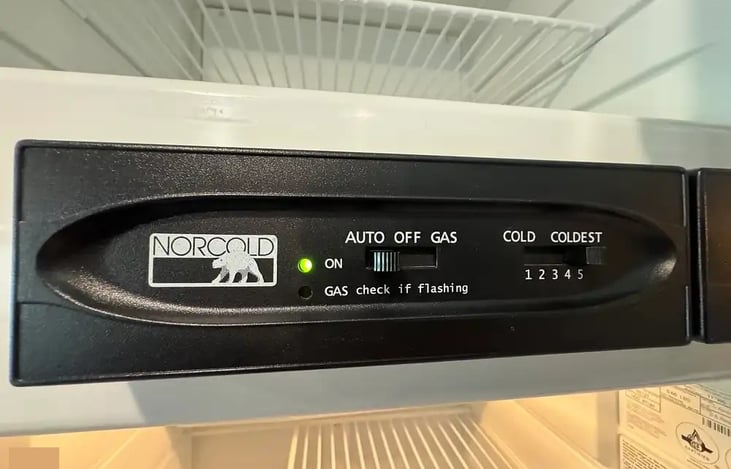 AUTO OFF GAS
COLD COLDEST
NORCOLD
ON
1 2 3 4 5
GAS check if flashing